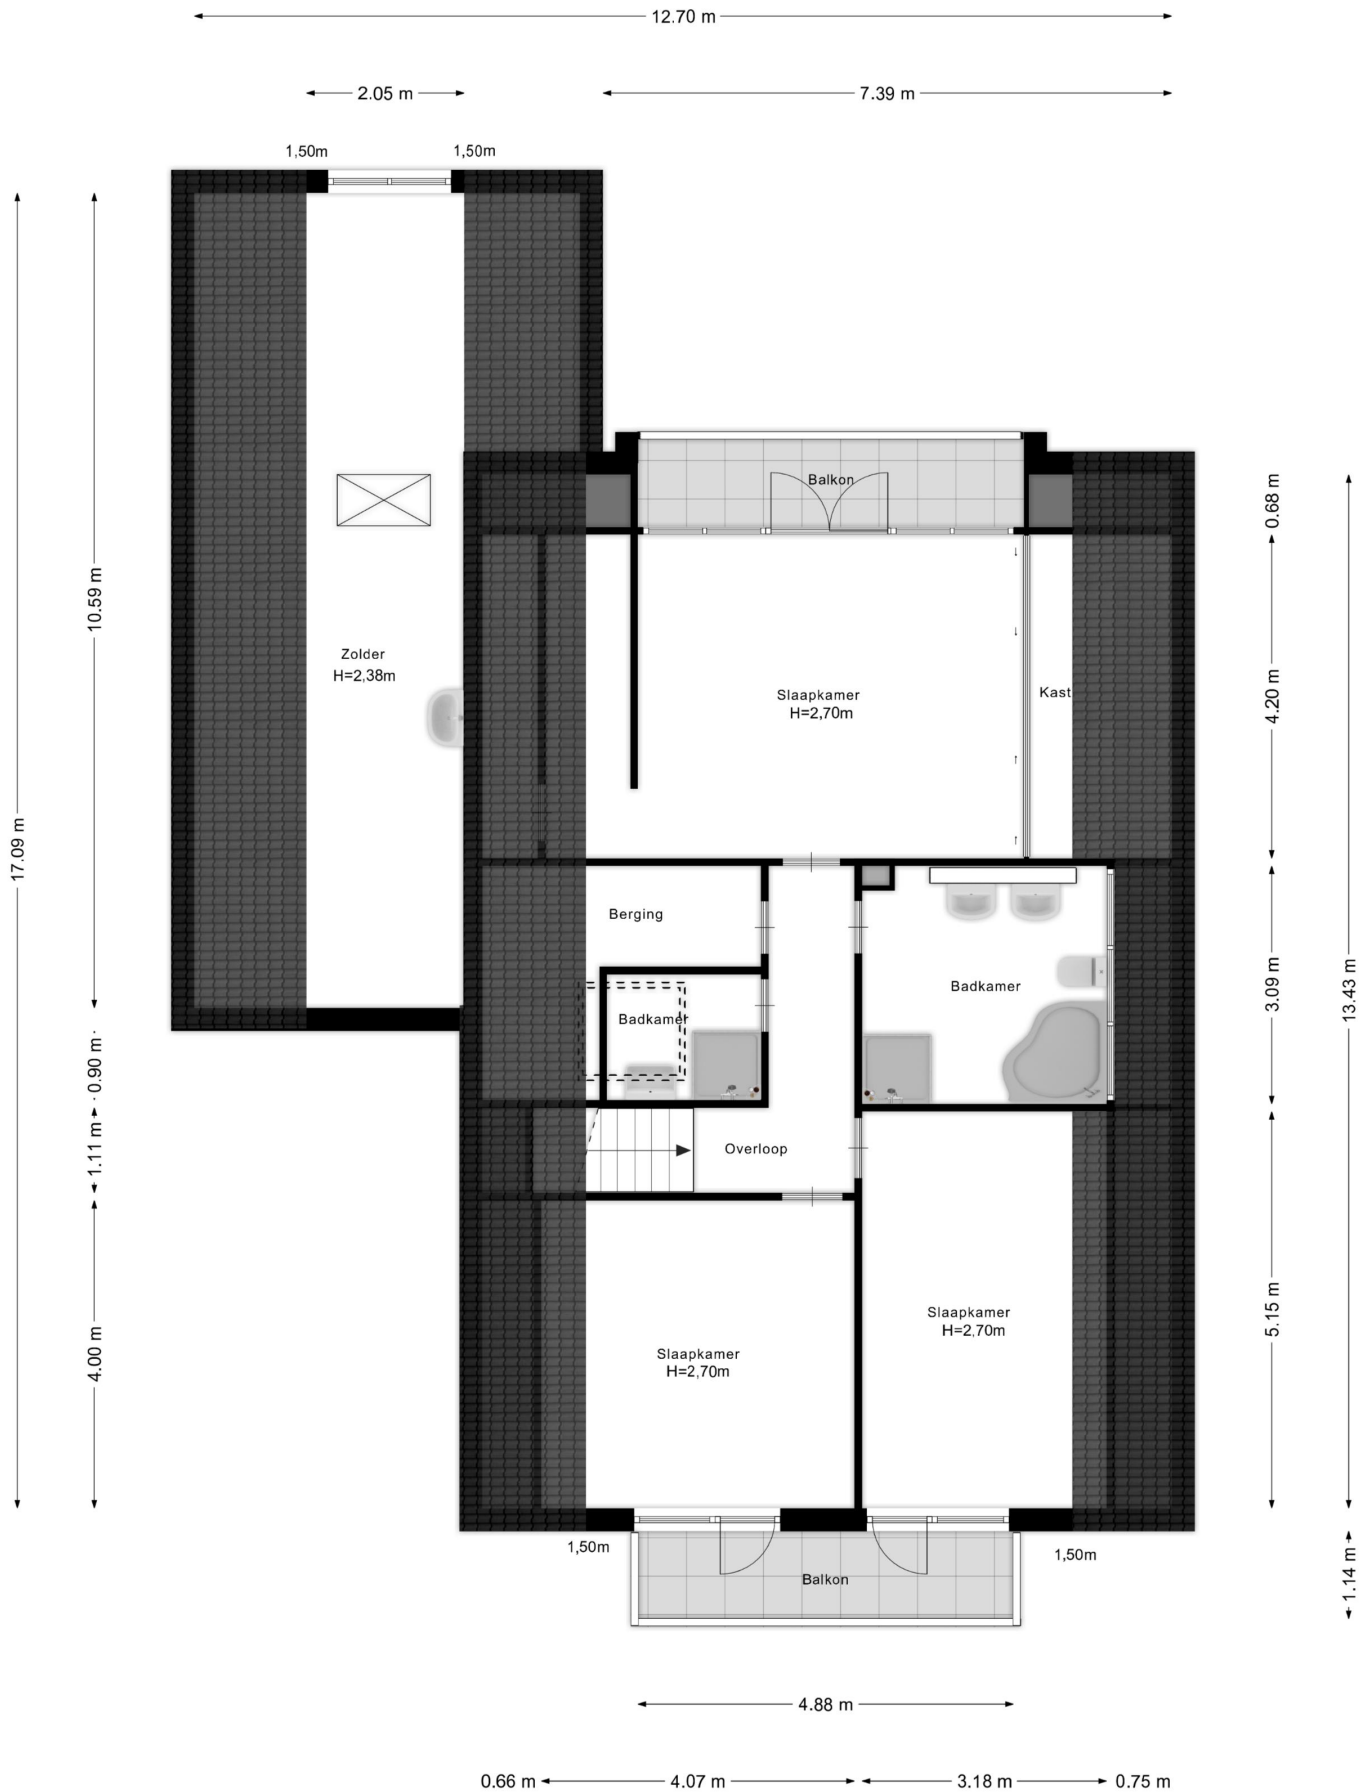 12.70 m
2.05 m
7.39 m
1,50m
1,50m
Balkon
0.68 m
10.59 m
Zolder
H=2,38m
Slaapkamer
H=2,70m
Kast
4.20 m
17.09 m
Berging
Badkamer
Badkamer
3.09 m
13.43 m
0.90
1.11 m
Overloop
Slaapkamer
H=2,70m
5.15 m
4.00 m
Slaapkamer
H=2,70m
1,50m
1,50m
Balkon
1.14 m
4.88 m
0.66 m
4.07 m
3.18 m
0.75 m